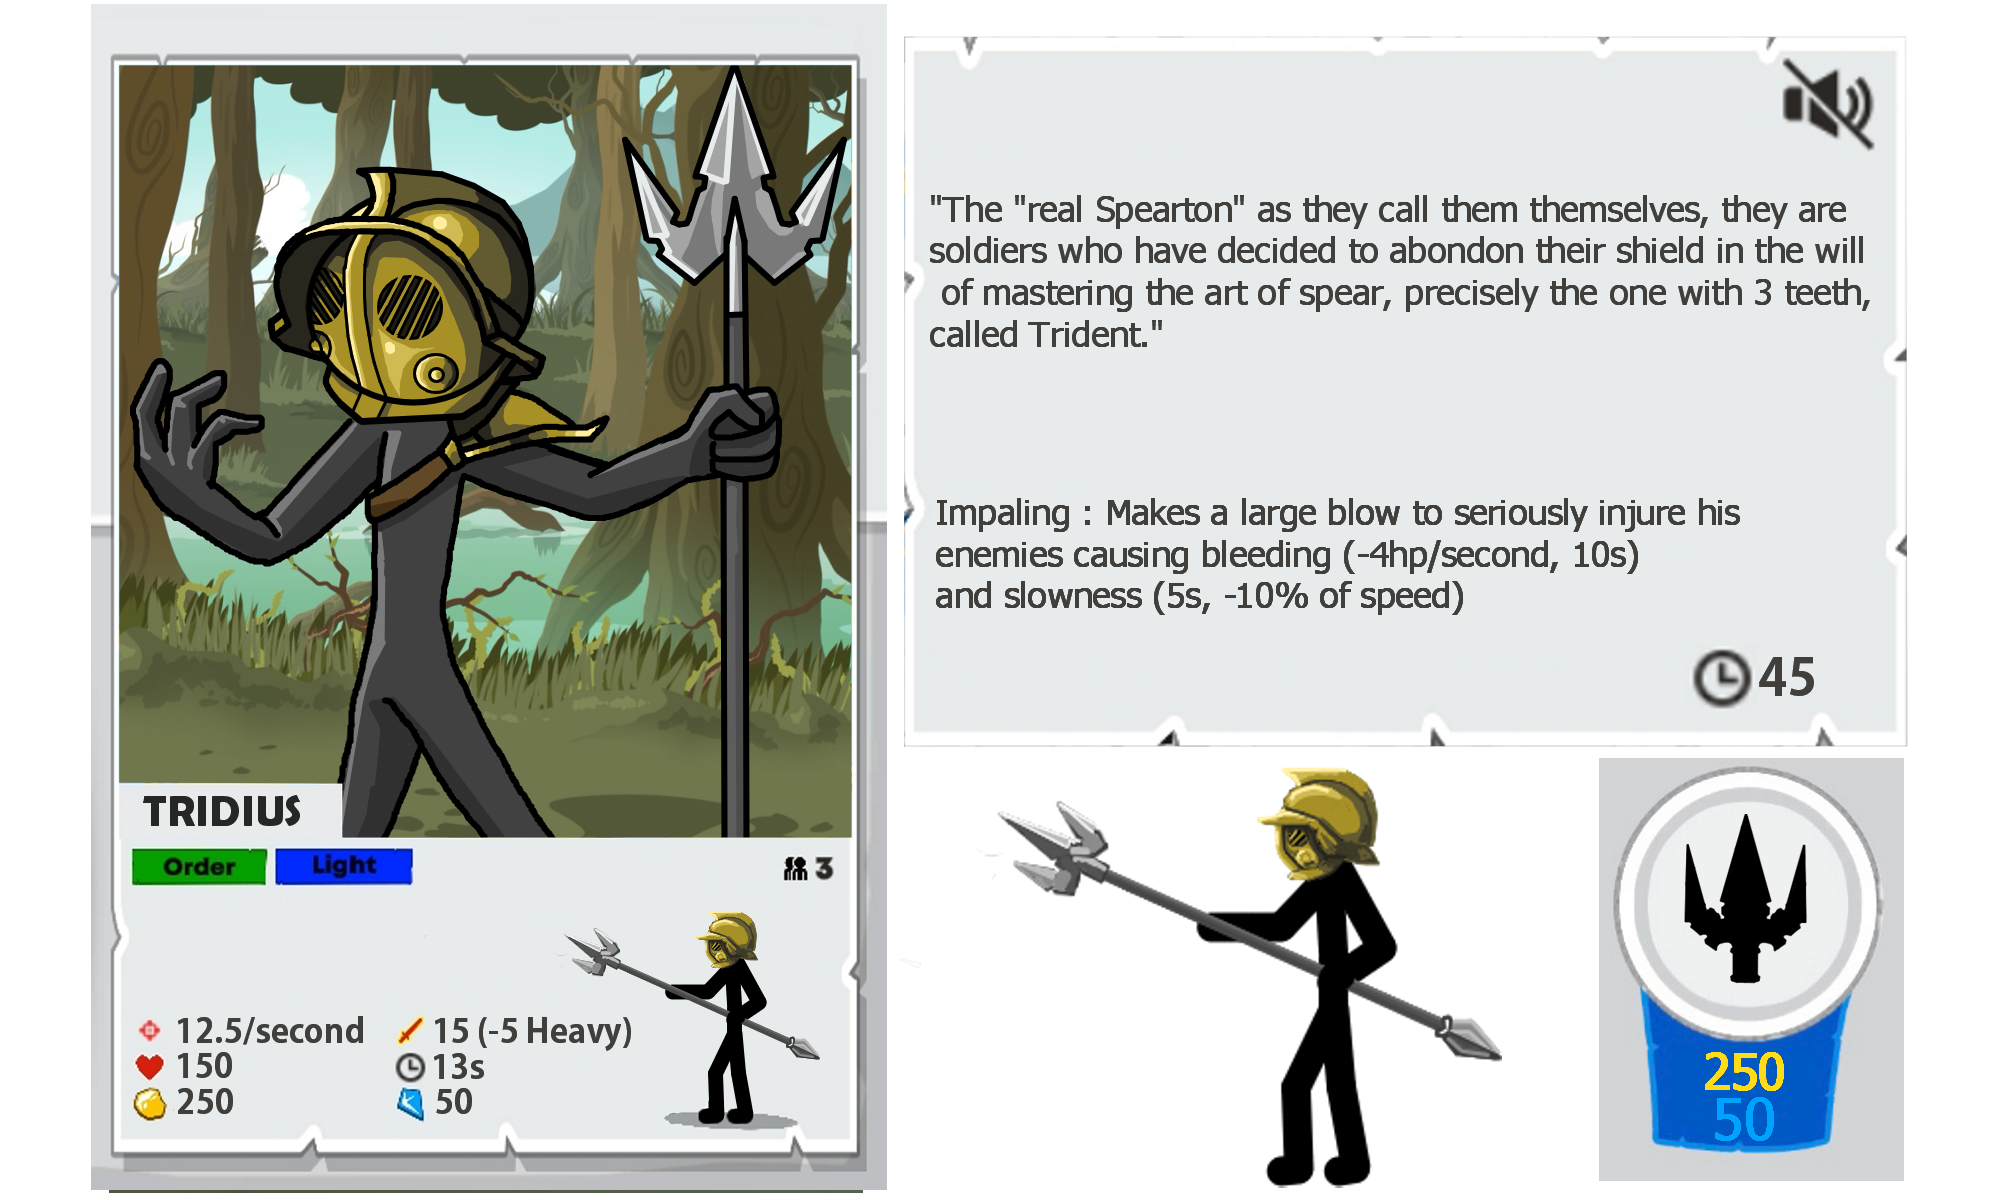 TRIDIUS
Order Light 3
12.5/second 15 (-5 Heavy)
150 13s
250 50
"The "real Spearton" as they call them themselves, they are
soldiers who have decided to abondon their shield in the will
of mastering the art of spear, precisely the one with 3 teeth,
called Trident."
Impaling : Makes a large blow to seriously injure his
enemies causing bleeding (-4hp/second, 10s)
and slowness (5s, -10% of speed)
45
250
50